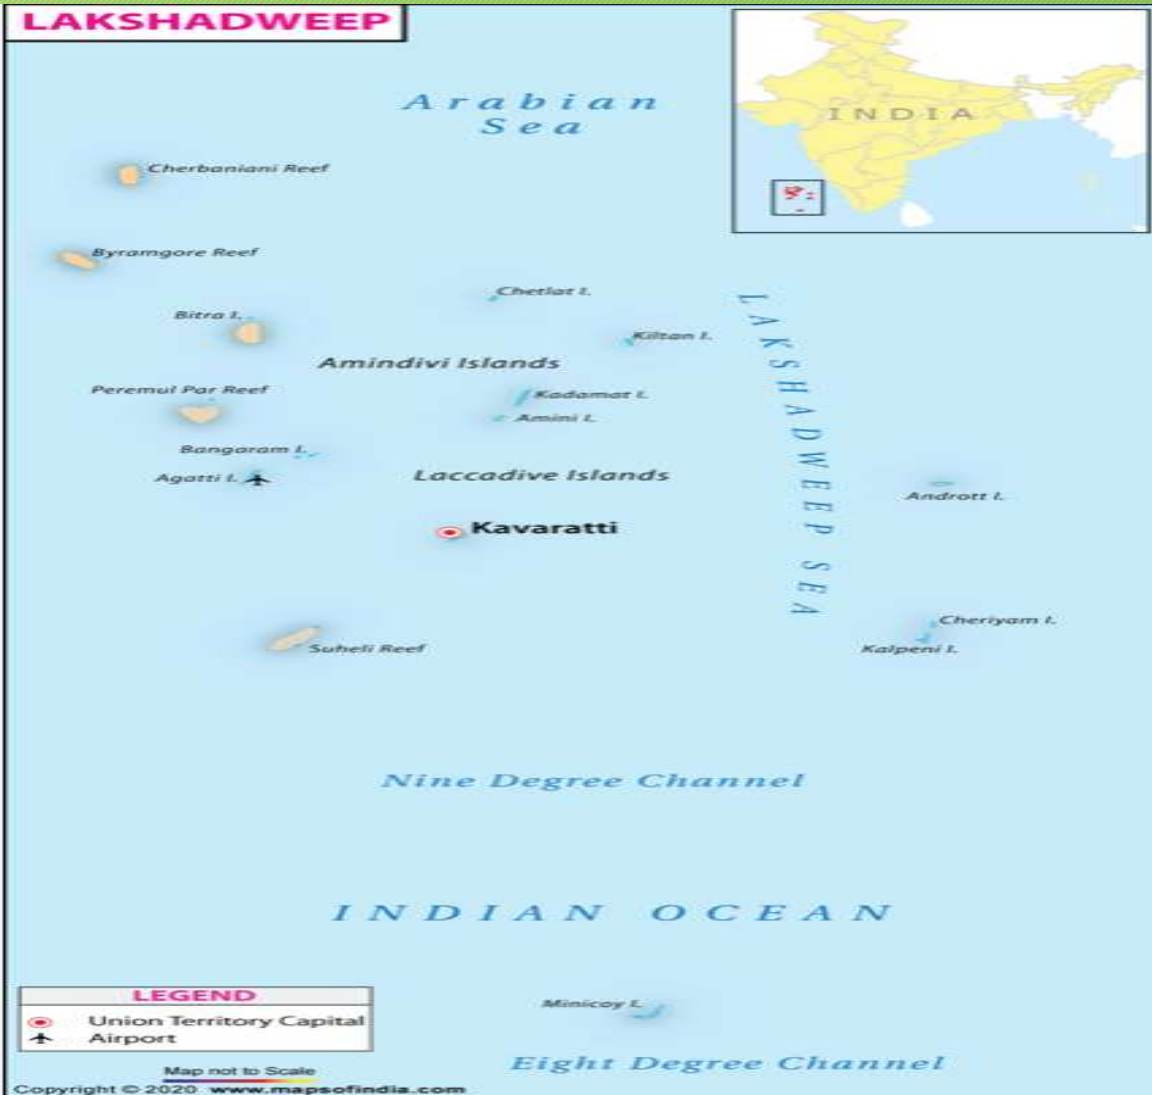 LAKSHADWEEP
Arabian
Sea
INDIA
Cherbaniani Reef
Byramgore Reef
Chetlat I.
Bitra I.
Kiltan I.
Amindivi Islands
Peremul Par Reef
Kadamat I.
Amini I.
Bangaram I.
Agatti I.
Laccadive Islands
LAKSHADWEEP SEA
Andrott I.
Kavaratti
Cheriyam I.
Suheli Reef
Kalpeni I.
Nine Degree Channel
INDIAN OCEAN
Minicoy I.
Eight Degree Channel
LEGEND
Union Territory Capital
Airport
Map not to Scale
Copyright © 2020 www.mapsofindia.com